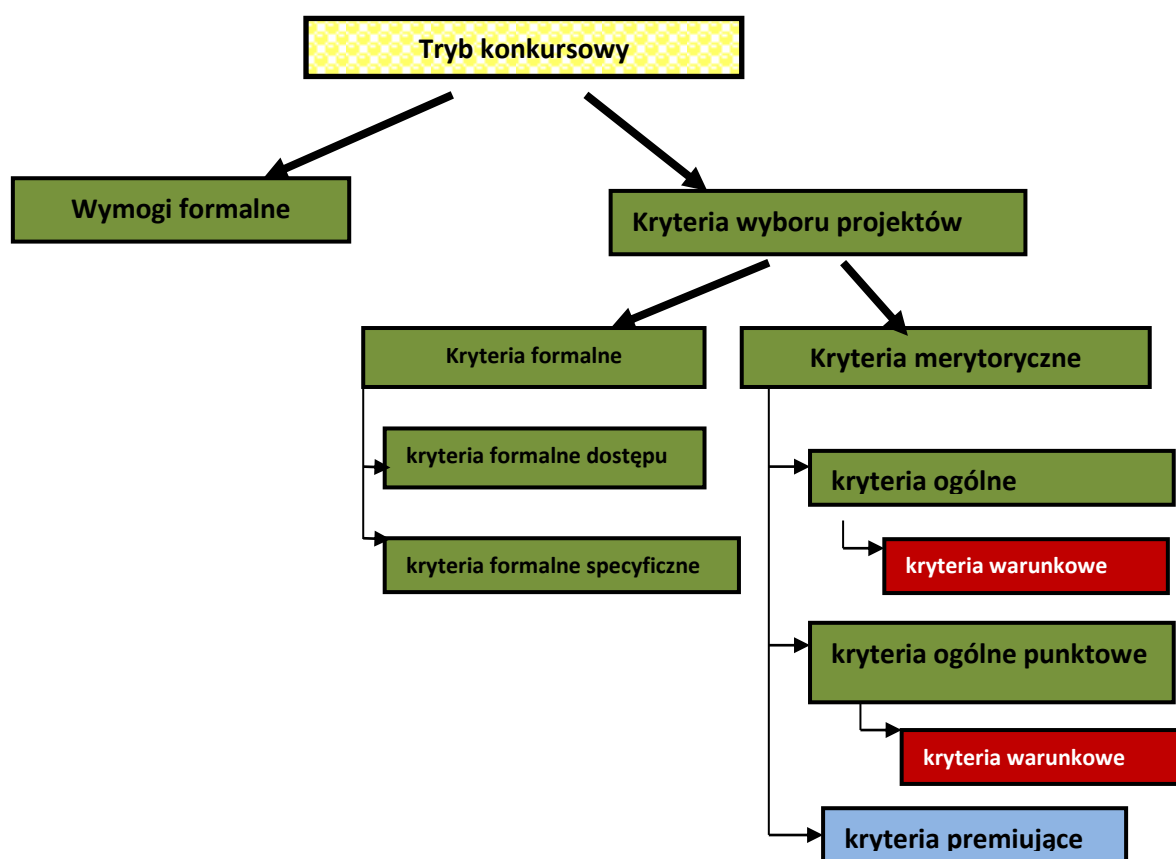 Tryb konkursowy
Wymogi formalne
Kryteria wyboru projektów
Kryteria formalne
Kryteria merytoryczne
kryteria formalne dostępu
kryteria ogólne
kryteria formalne specyficzne
kryteria warunkowe
kryteria ogólne punktowe
kryteria warunkowe
kryteria premiujące